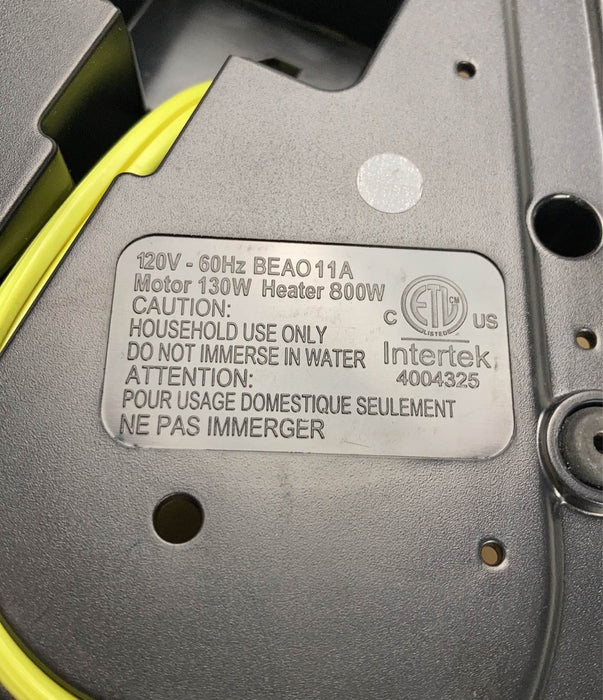 120V - 60Hz BEAO11A
Motor 130W Heater 800W
CAUTION:
HOUSEHOLD USE ONLY
DO NOT IMMERSE IN WATER
ATTENTION:
POUR USAGE DOMESTIQUE SEULEMENT
NE PAS IMMERGER
ETL CM
LISTED
C US
Intertek
4004325